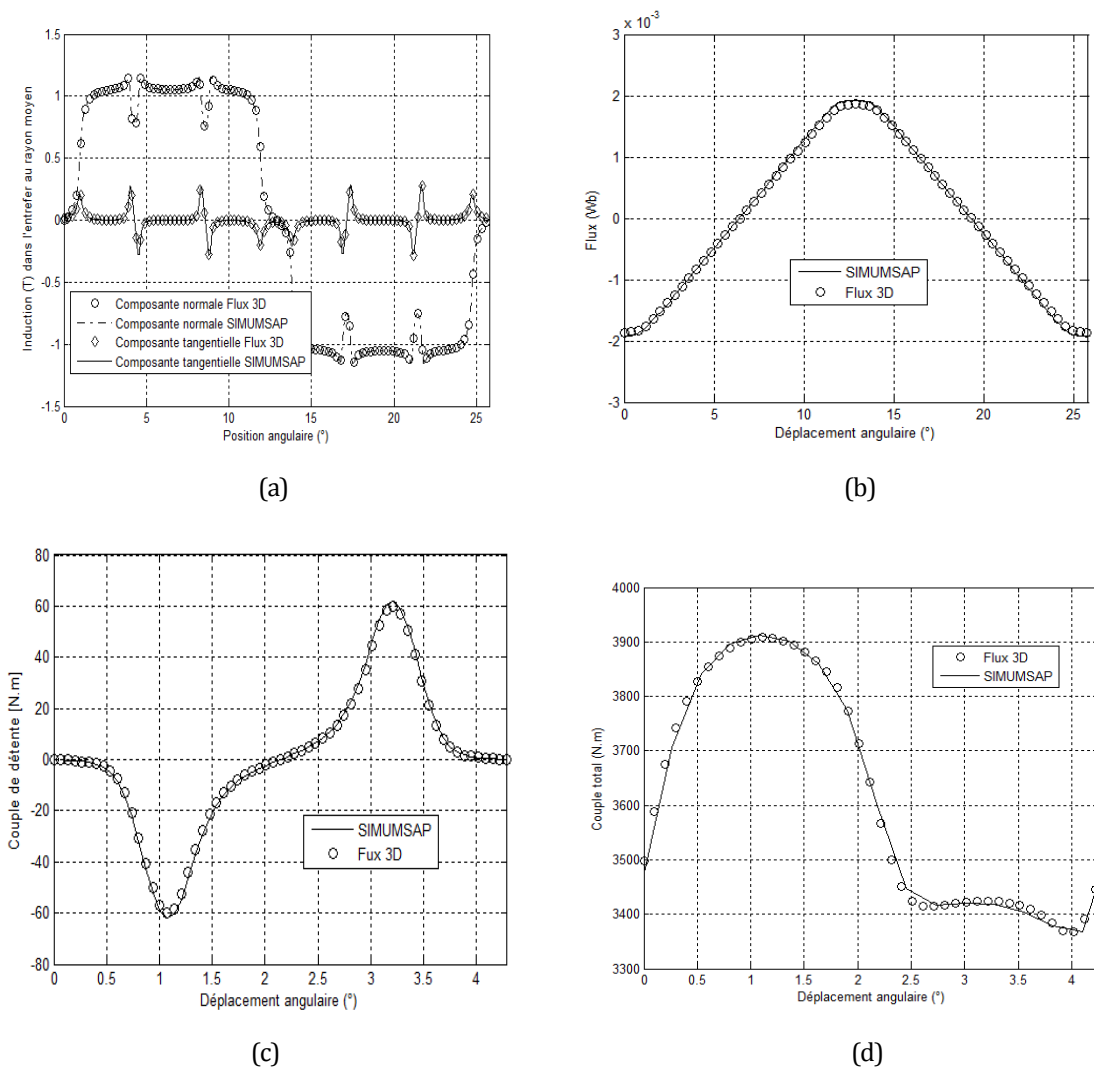 1.5
1
0.5
0
-0.5
-1
-1.5
Induction (T) dans l'entrefer au rayon moyen
Composante normale Flux 3D
Composante normale SIMUMSAP
Composante tangentielle Flux 3D
Composante tangentielle SIMUMSAP
0 5 10 15 20 25
Position angulaire (°)
(a)
x 10⁻³
3
2
1
0
-1
-2
-3
Flux (Wb)
SIMUMSAP
Flux 3D
0 5 10 15 20 25
Déplacement angulaire (°)
(b)
80
60
40
20
0
-20
-40
-60
-80
Couple de détente [N.m]
SIMUMSAP
Fux 3D
0 0.5 1 1.5 2 2.5 3 3.5 4
Déplacement angulaire (°)
(c)
4000
3900
3800
3700
3600
3500
3400
3300
Couple total (N.m)
Flux 3D
SIMUMSAP
0 0.5 1 1.5 2 2.5 3 3.5 4
Déplacement angulaire (°)
(d)